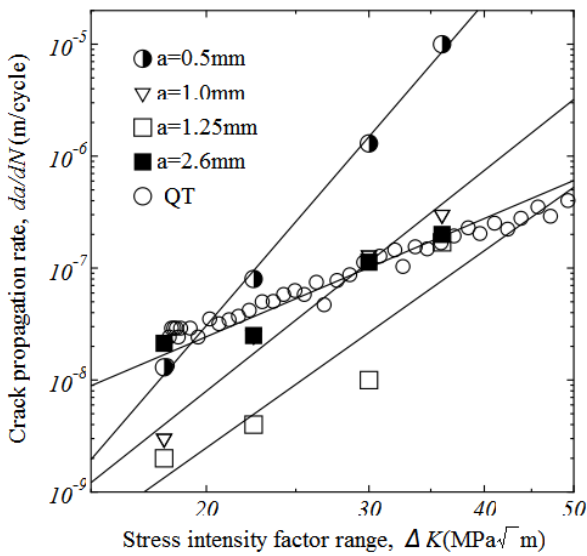 10⁻⁵
a=0.5mm
a=1.0mm
a=1.25mm
a=2.6mm
QT
10⁻⁶
10⁻⁷
10⁻⁸
10⁻⁹
Crack propagation rate, da/dN (m/cycle)
20 30 40 50
Stress intensity factor range, Δ K(MPa√m)